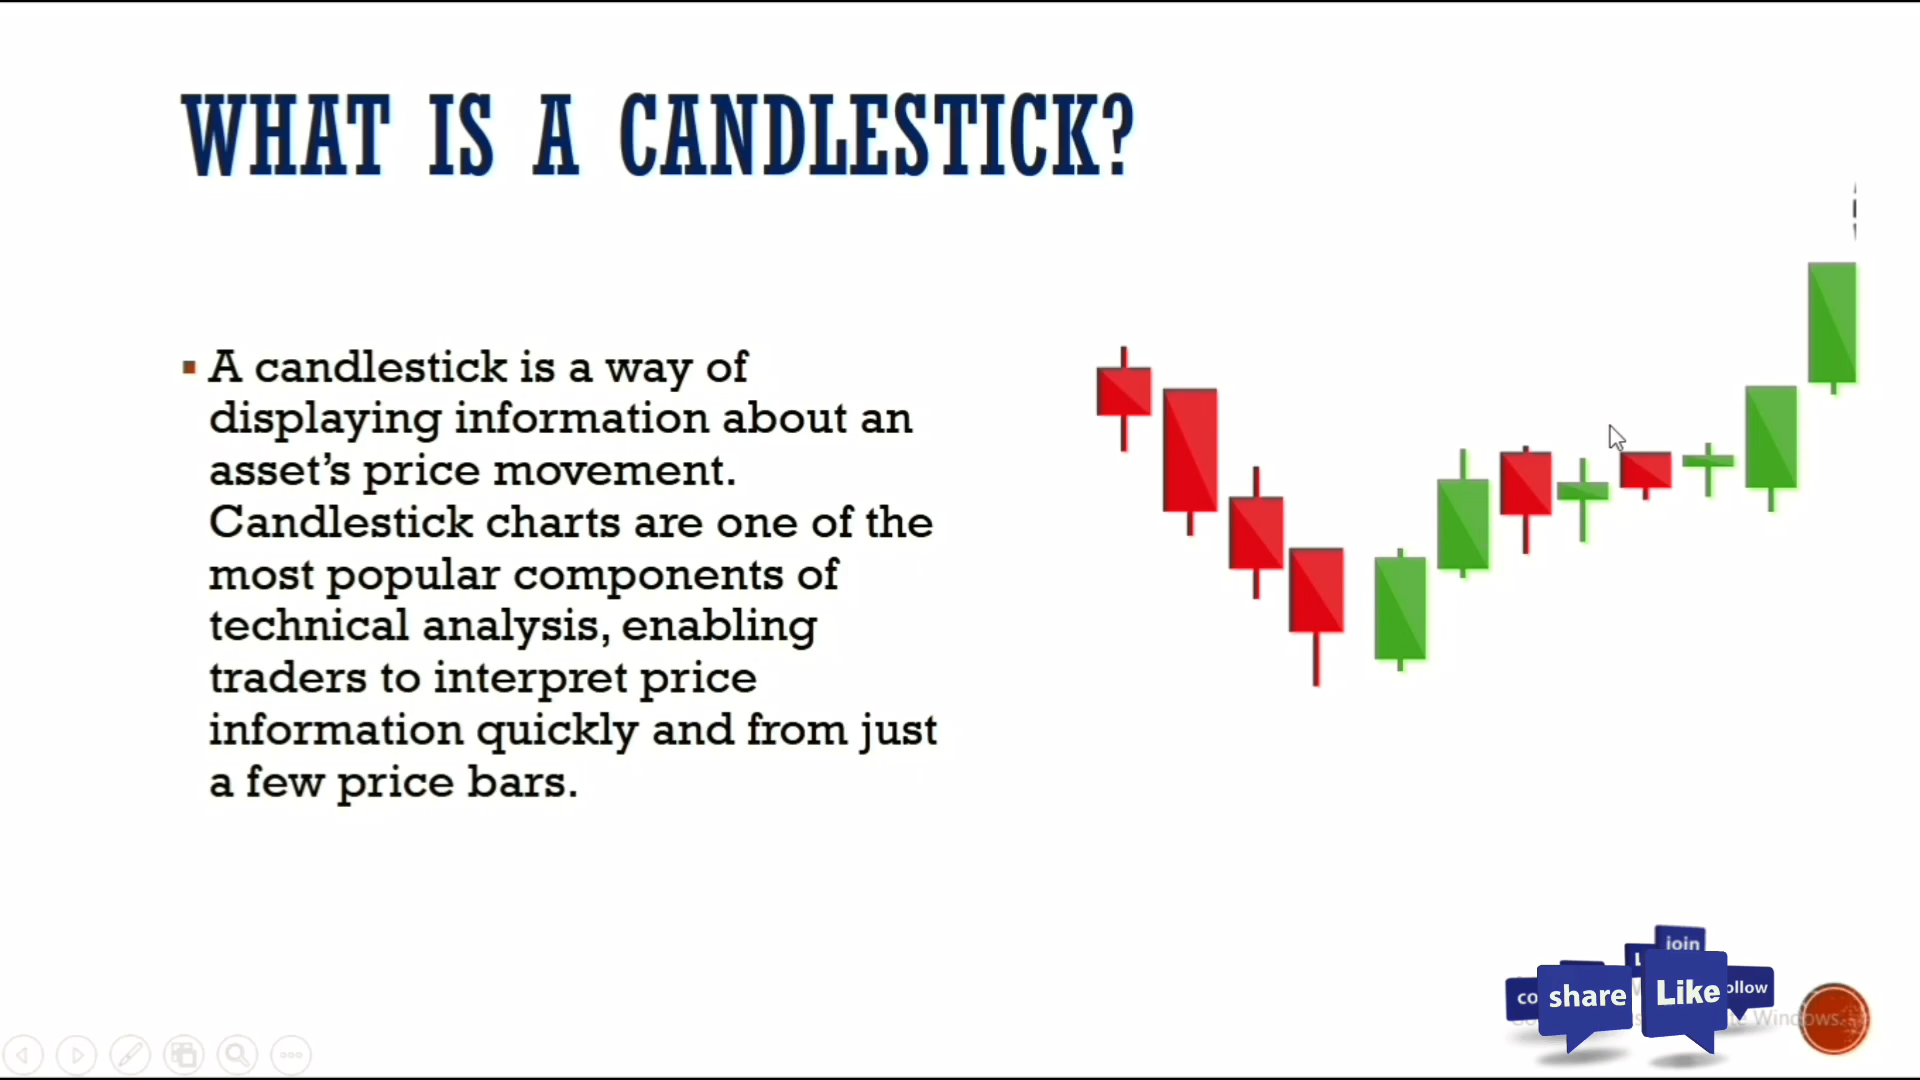 WHAT IS A CANDLESTICK?
A candlestick is a way of
displaying information about an
asset's price movement.
Candlestick charts are one of the
most popular components of
technical analysis, enabling
traders to interpret price
information quickly and from just
a few price bars.
join
share
Like
Windows.